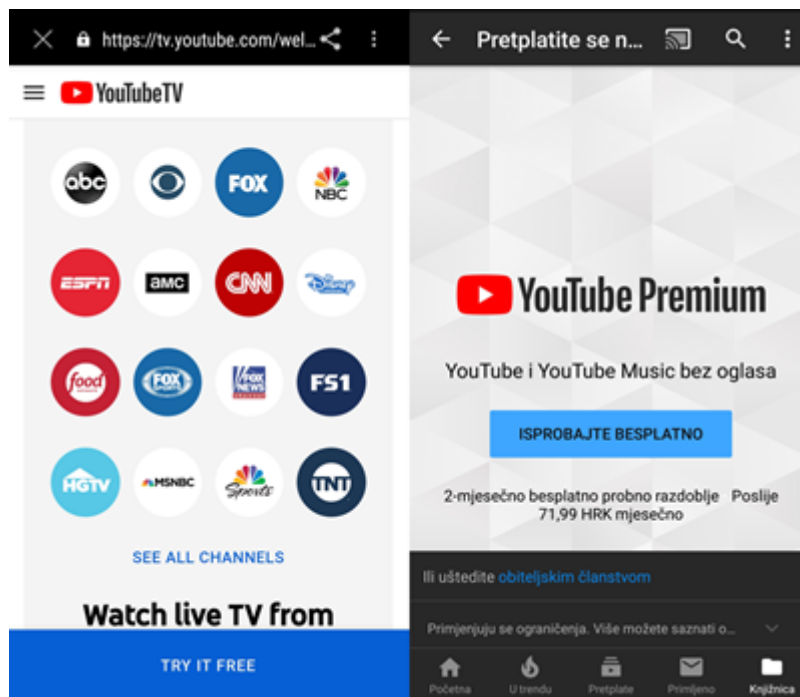 https://tv.youtube.com/wel...
YouTubeTV
abc
FOX
NBC
ESPN
amc
CNN
Disney
food
FOX SPORTS
FOX NEWS
FS1
HGTV
MSNBC
Sports
TNT
SEE ALL CHANNELS
Watch live TV from
TRY IT FREE
Pretplatite se n...
YouTube Premium
YouTube i YouTube Music bez oglasa
ISPROBAJTE BESPLATNO
2-mjesečno besplatno probno razdoblje Poslije
71,99 HRK mjesečno
Ili uštedite obiteljskim članstvom
Primjenjuju se ograničenja. Više možete saznati o...
Početna
U trendu
Pretplate
Primljeno
Knjižnica